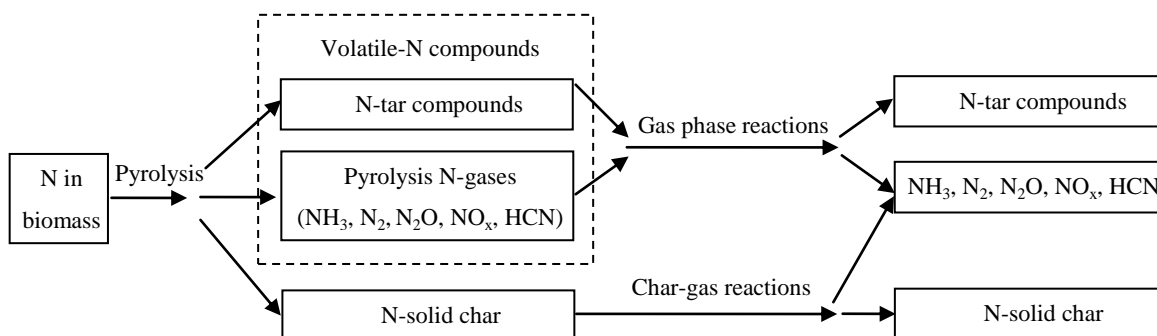 Volatile-N compounds
N-tar compounds
N-tar compounds
Gas phase reactions
N in
biomass
Pyrolysis
Pyrolysis N-gases
(NH₃, N₂, N₂O, NOₓ, HCN)
NH₃, N₂, N₂O, NOₓ, HCN
Char-gas reactions
N-solid char
N-solid char